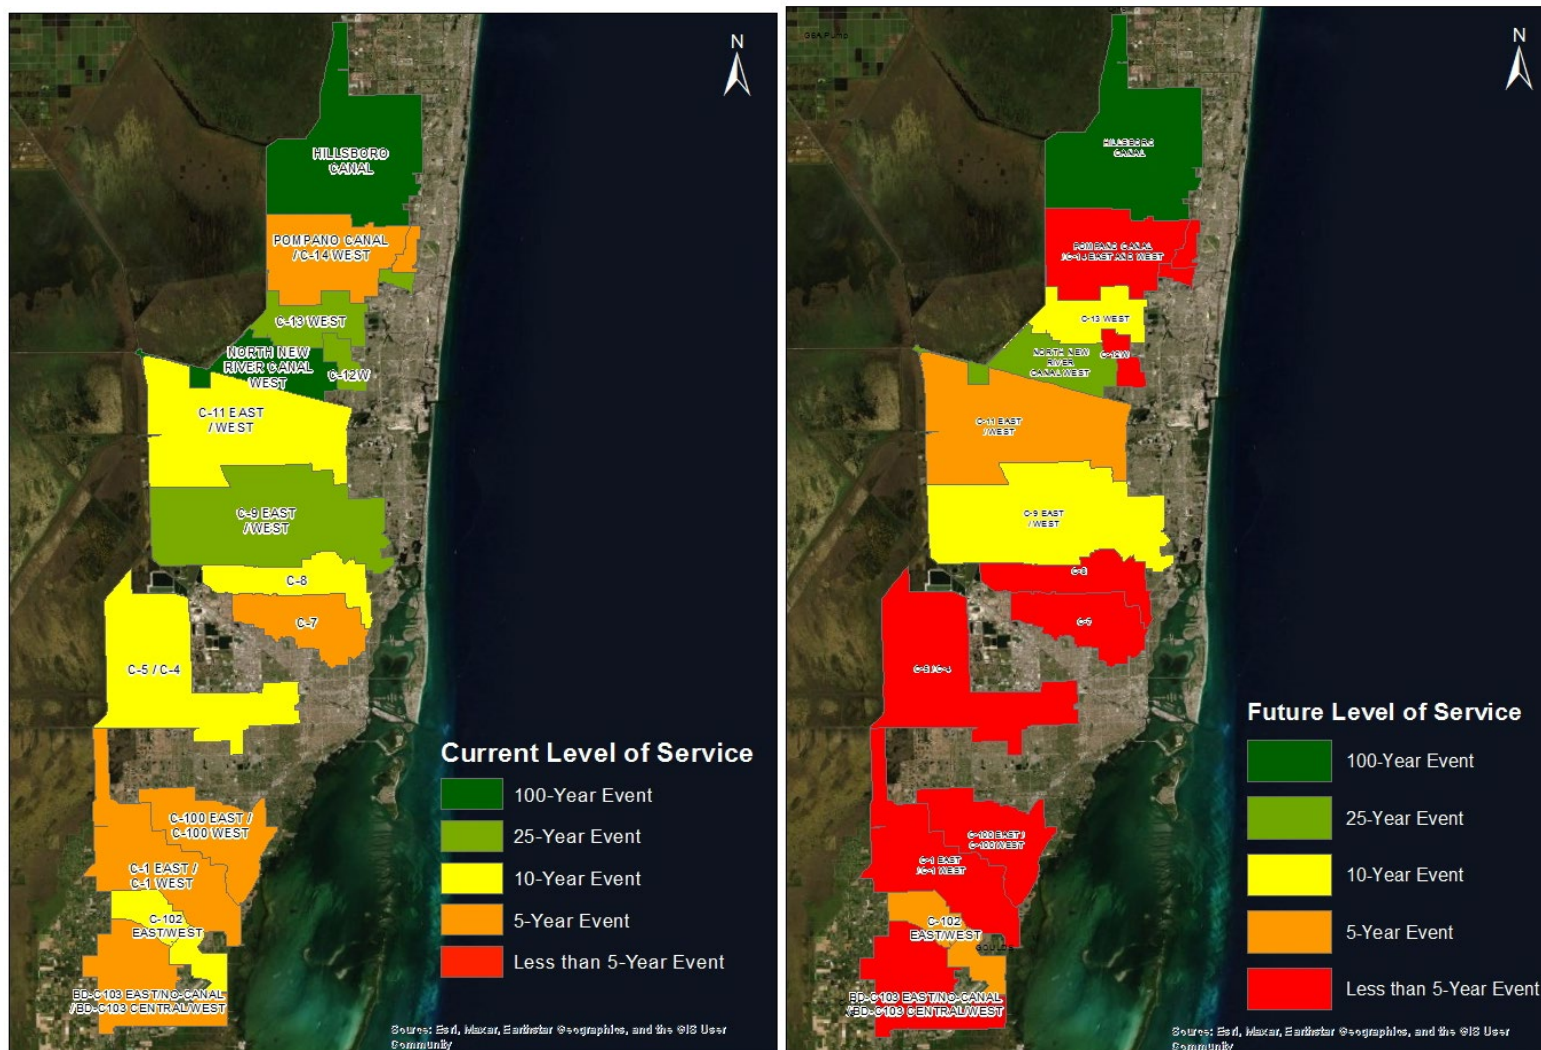 N
HILLSBORO
CANAL
POMPANO CANAL
/C-14 WEST
C-13 WEST
NORTH NEW
RIVER CANAL
WEST
C-12W
C-11 EAST
/ WEST
C-9 EAST
/WEST
C-8
C-7
C-5 / C-4
C-100 EAST /
C-100 WEST
C-1 EAST /
C-1 WEST
C-102
EAST/WEST
BD-C103 EAST/NO-CANAL
/BD-C103 CENTRAL/WEST
Current Level of Service
100-Year Event
25-Year Event
10-Year Event
5-Year Event
Less than 5-Year Event
Source: Esri, Maxar, Earthstar Geographics, and the GIS User
Community
N
HILLSBORO
CANAL
POMPANO CANAL
/C-14 EAST AND WEST
C-13 WEST
NORTH NEW
RIVER
CANAL WEST
C-12W
C-11 EAST
/WEST
C-9 EAST
/ WEST
C-8
C-7
C-5 / C-4
C-100 EAST /
C-100 WEST
C-1 EAST
/C-1 WEST
C-102
EAST/WEST
GOULDS
BD-C103 EAST/NO-CANAL
/BD-C103 CENTRAL/WEST
Future Level of Service
100-Year Event
25-Year Event
10-Year Event
5-Year Event
Less than 5-Year Event
Source: Esri, Maxar, Earthstar Geographics, and the GIS User
Community